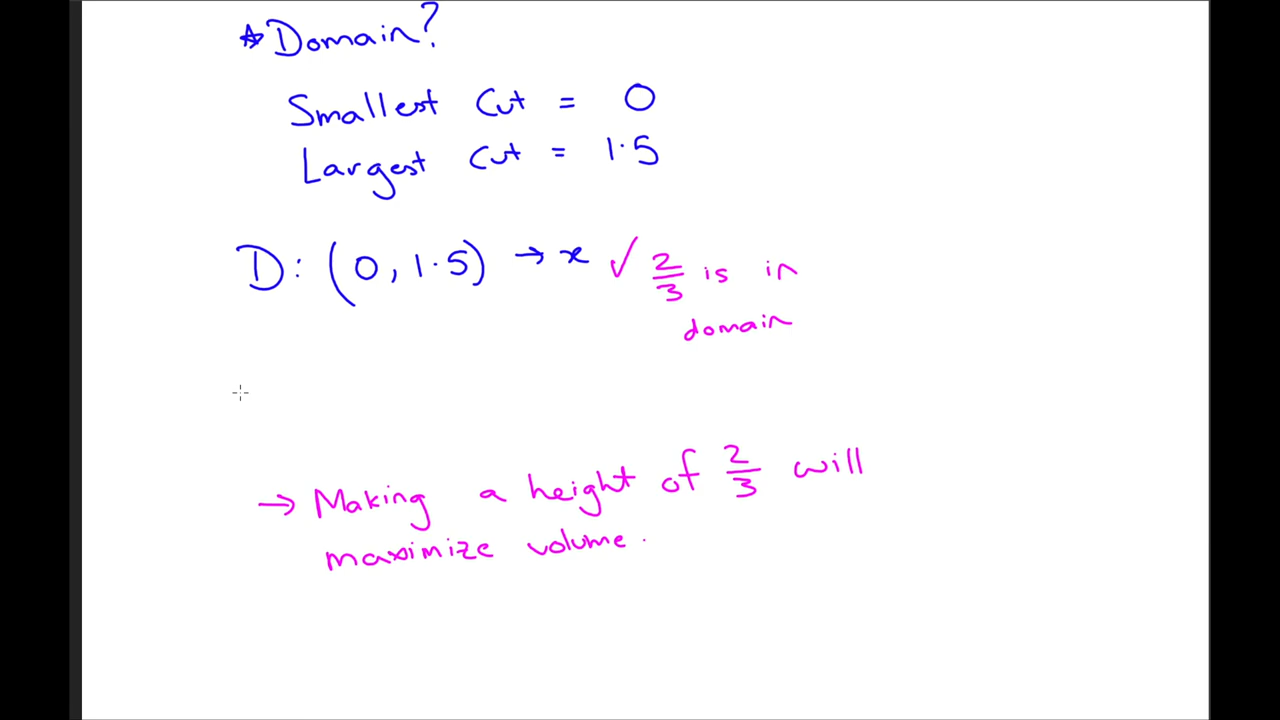 ☆ Domain?
Smallest Cut = 0
Largest Cut = 1.5
D: (0, 1.5) → x ✓ 2/3 is in
domain
→ Making a height of 2/3 will
maximize volume.